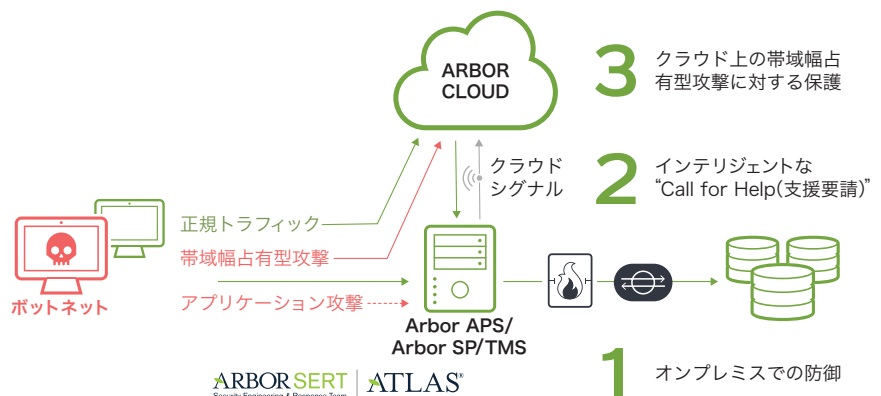 ARBOR
CLOUD
3
クラウド上の帯域幅占
有型攻撃に対する保護
クラウド
シグナル
2
インテリジェントな
“Call for Help(支援要請)”
正規トラフィック
帯域幅占有型攻撃
ボットネット
アプリケーション攻撃
Arbor APS/
Arbor SP/TMS
1
オンプレミスでの防御
ARBOR SERT
Security Engineering & Response Team
ATLAS®